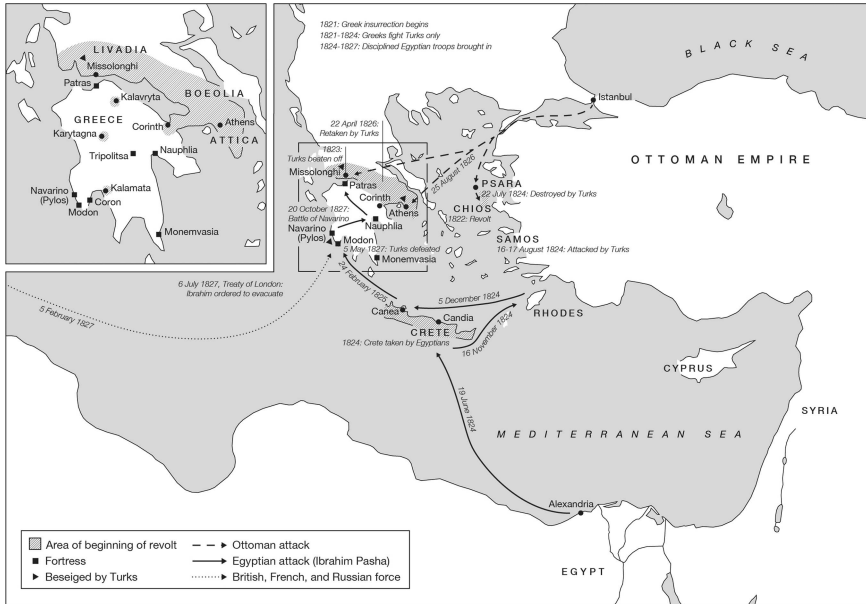 1821: Greek insurrection begins
1821-1824: Greeks fight Turks only
1824-1827: Disciplined Egyptian troops brought in
LIVADIA
Missolonghi
Patras
Kalavryta
BOEOLIA
GREECE
Corinth
Athens
Karytagna
ATTICA
Tripolitsa
Nauphlia
Navarino
(Pylos)
Kalamata
Coron
Modon
Monemvasia
BLACK SEA
Istanbul
OTTOMAN EMPIRE
22 April 1826:
Retaken by Turks
1823:
Turks beaten off
Missolonghi
Patras
25 August 1826
PSARA
22 July 1824: Destroyed by Turks
CHIOS
1822: Revolt
Corinth
Athens
20 October 1827:
Battle of Navarino
Nauphlia
Navarino
(Pylos)
Modon
5 May 1827: Turks defeated
Monemvasia
SAMOS
16-17 August 1824: Attacked by Turks
6 July 1827, Treaty of London:
Ibrahim ordered to evacuate
24 February 1825
5 December 1824
5 February 1827
Canea
Candia
RHODES
CRETE
1824: Crete taken by Egyptians
16 November 1824
CYPRUS
SYRIA
19 June 1824
MEDITERRANEAN SEA
Alexandria
EGYPT
Area of beginning of revolt
Fortress
Beseiged by Turks
Ottoman attack
Egyptian attack (Ibrahim Pasha)
British, French, and Russian force